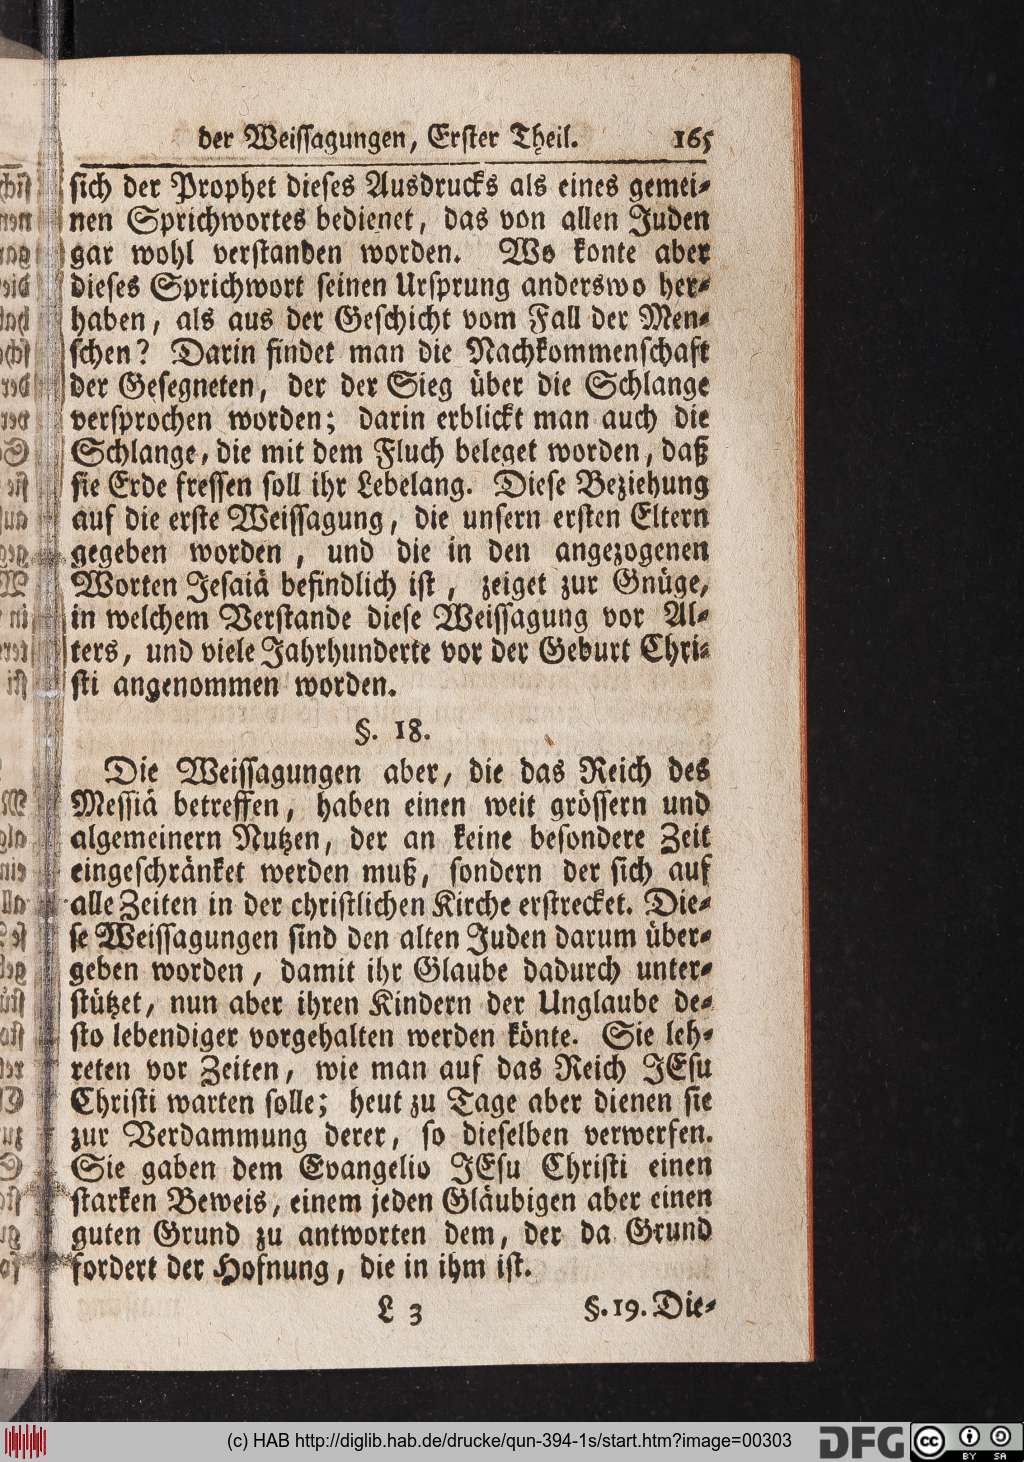 der Weissagungen, Erster Theil. 165
sich der Prophet dieses Ausdrucks als eines gemei-
nen Sprichwortes bedienet, das von allen Juden
gar wohl verstanden worden. Wo konte aber
dieses Sprichwort seinen Ursprung anderswo her-
haben, als aus der Geschicht vom Fall der Men-
schen? Darin findet man die Nachkommenschaft
der Gesegneten, der der Sieg über die Schlange
versprochen worden; darin erblickt man auch die
Schlange, die mit dem Fluch beleget worden, daß
sie Erde fressen soll ihr Lebelang. Diese Beziehung
auf die erste Weissagung, die unsern ersten Eltern
gegeben worden, und die in den angezogenen
Worten Jesaiä befindlich ist, zeiget zur Gnüge,
in welchem Verstande diese Weissagung vor Al-
ters, und viele Jahrhunderte vor der Geburt Chri-
sti angenommen worden.
§. 18.
Die Weissagungen aber, die das Reich des
Messiä betreffen, haben einen weit grössern und
algemeinern Nutzen, der an keine besondere Zeit
eingeschränket werden muß, sondern der sich auf
alle Zeiten in der christlichen Kirche erstrecket. Die-
se Weissagungen sind den alten Juden darum über-
geben worden, damit ihr Glaube dadurch unter-
stützet, nun aber ihren Kindern der Unglaube de-
sto lebendiger vorgehalten werden könte. Sie leh-
reten vor Zeiten, wie man auf das Reich JEsu
Christi warten solle; heut zu Tage aber dienen sie
zur Verdammung derer, so dieselben verwerfen.
Sie gaben dem Evangelio JEsu Christi einen
starken Beweis, einem jeden Gläubigen aber einen
guten Grund zu antworten dem, der da Grund
fordert der Hofnung, die in ihm ist.
L 3 §. 19. Die-
(c) HAB http://diglib.hab.de/drucke/qun-394-1s/start.htm?image=00303
DFG cc BY SA